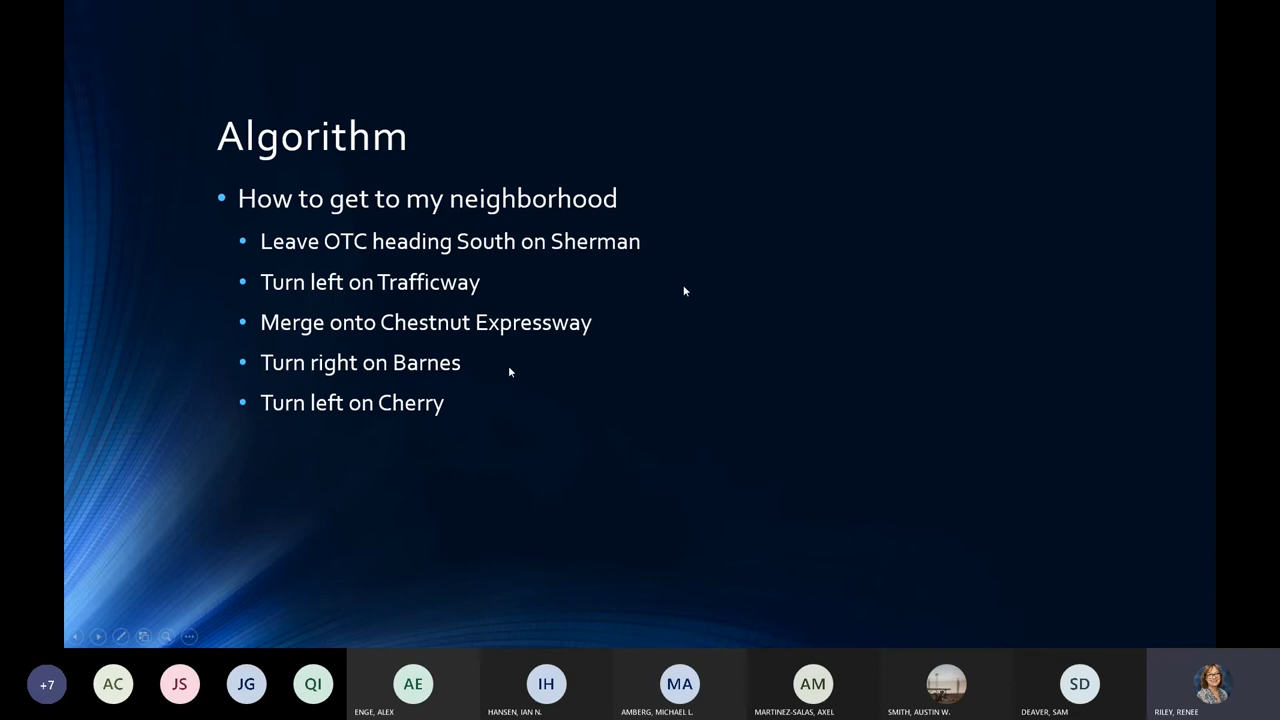 Algorithm
How to get to my neighborhood
Leave OTC heading South on Sherman
Turn left on Trafficway
Merge onto Chestnut Expressway
Turn right on Barnes
Turn left on Cherry
+7
AC
JS
JG
QI
AE
IH
MA
AM
SD
ENGE, ALEX
HANSEN, IAN N.
AMBERG, MICHAEL L.
MARTINEZ-SALAS, AXEL
SMITH, AUSTIN W.
DEAVER, SAM
RILEY, RENEE